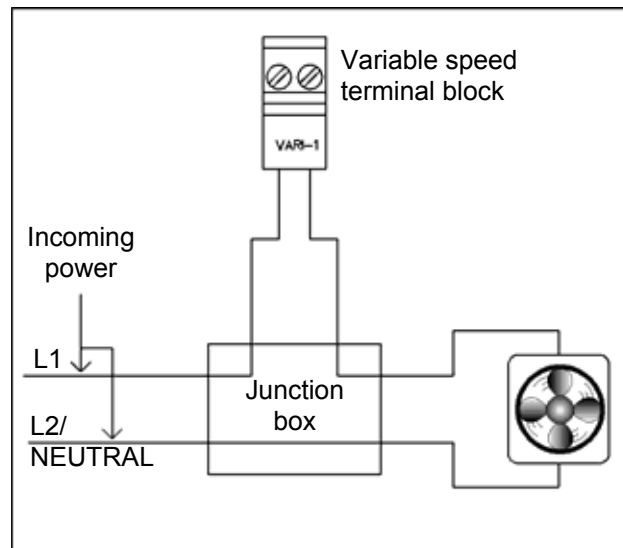 Variable speed
terminal block
VARI-1
Incoming
power
L1
Junction
box
L2/
NEUTRAL